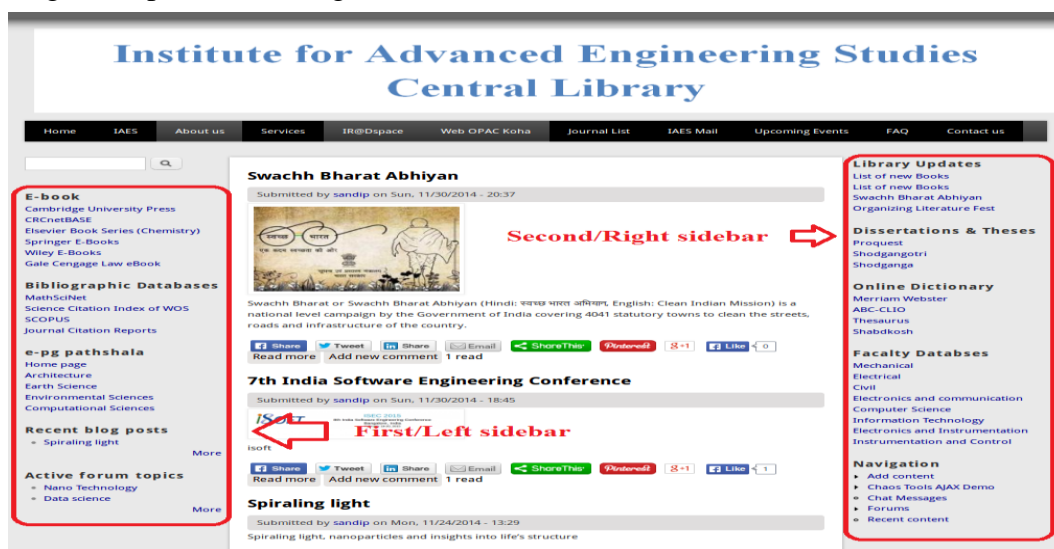 Institute for Advanced Engineering Studies
Central Library
Home IAES About us Services IR@Dspace Web OPAC Koha Journal List IAES Mail Upcoming Events FAQ Contact us
E-book
Cambridge University Press
CRCnetBASE
Elsevier Book Series (Chemistry)
Springer E-Books
Wiley E-Books
Gale Cengage Law eBook
Bibliographic Databases
MathSciNet
Science Citation Index of WOS
SCOPUS
Journal Citation Reports
e-pg pathshala
Home page
Architecture
Earth Science
Environmental Sciences
Computational Sciences
Recent blog posts
Spiraling light
More
Active forum topics
Nano Technology
Data science
More
Swachh Bharat Abhiyan
Submitted by sandip on Sun, 11/30/2014 - 20:37
स्वच्छ भारत
एक कदम स्वच्छता की ओर
Second/Right sidebar
Swachh Bharat or Swachh Bharat Abhiyan (Hindi: स्वच्छ भारत अभियान, English: Clean Indian Mission) is a
national level campaign by the Government of India covering 4041 statutory towns to clean the streets,
roads and infrastructure of the country.
Share Tweet Share Email ShareThis Pinterest g+1 Like 0
Read more Add new comment 1 read
7th India Software Engineering Conference
Submitted by sandip on Sun, 11/30/2014 - 18:45
iSoft ISEC 2015
First/Left sidebar
isoft
Share Tweet Share Email ShareThis Pinterest g+1 Like 1
Read more Add new comment 1 read
Spiraling light
Submitted by sandip on Mon, 11/24/2014 - 13:29
Spiraling light, nanoparticles and insights into life's structure
Library Updates
List of new Books
List of new Books
Swachh Bharat Abhiyan
Organizing Literature Fest
Dissertations & Theses
Proquest
Shodgangotri
Shodganga
Online Dictionary
Merriam Webster
ABC-CLIO
Thesaurus
Shabdkosh
Facalty Databses
Mechanical
Electrical
Civil
Electronics and communication
Computer Science
Information Technology
Electronics and Instrumentation
Instrumentation and Control
Navigation
Add content
Chaos Tools AJAX Demo
Chat Messages
Forums
Recent content